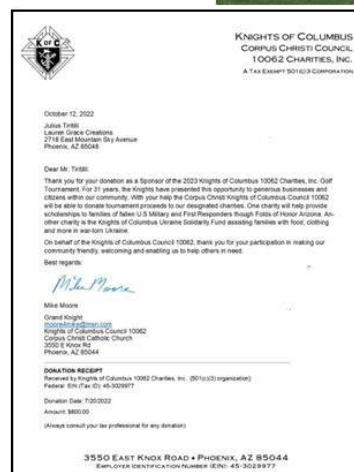 K of C
KNIGHTS OF COLUMBUS
CORPUS CHRISTI COUNCIL
10062 CHARITIES, INC.
A TAX EXEMPT 501(C)3 CORPORATION
October 12, 2022
Julius Tiritilli
Lauren Grace Creations
2718 East Mountain Sky Avenue
Phoenix, AZ 85048
Dear Mr. Tiritilli:
Thank you for your donation as a Sponsor of the 2023 Knights of Columbus 10062 Charities, Inc. Golf
Tournament. For 31 years, the Knights have presented this opportunity to generous businesses and
citizens within our community. With your help the Corpus Christi Knights of Columbus Council 10062
will be able to donate tournament proceeds to our designated charities. One charity will help provide
scholarships to families of fallen U.S Military and First Responders though Folds of Honor Arizona. An-
other charity is the Knights of Columbus Ukraine Solidarity Fund assisting families with food, clothing
and more in war-torn Ukraine.
On behalf of the Knights of Columbus Council 10062, thank you for your participation in making our
community friendly, welcoming and enabling us to help others in need.
Best regards:
Mike Moore
Mike Moore
Grand Knight
moore4mike@msn.com
Knights of Columbus Council 10062
Corpus Christi Catholic Church
3550 E Knox Rd
Phoenix, AZ 85044
DONATION RECEIPT
Received by Knights of Columbus 10062 Charities, Inc. (501(c)(3) organization)
Federal EIN (Tax ID): 45-3029977
Donation Date: 7/20/2022
Amount: $800.00
(Always consult your tax professional for any donation)
3550 EAST KNOX ROAD • PHOENIX, AZ 85044
EMPLOYER IDENTIFICATION NUMBER (EIN): 45-3029977